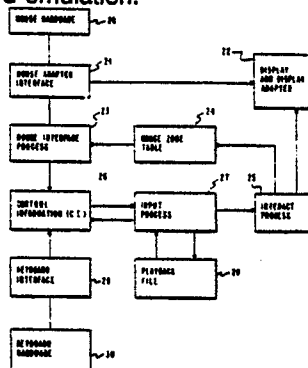 emulation.
MOUSE HARDWARE
20
MOUSE ADAPTER
INTERFACE
21
22
DISPLAY
AND DISPLAY
ADAPTER
MOUSE INTERFACE
PROCESS
23
MOUSE ZONE
TABLE
24
CONTROL
INFORMATION (C.I.)
26
INPUT
PROCESS
27
INTERACT
PROCESS
25
KEYBOARD
INTERFACE
29
PLAYBACK
FILE
28
KEYBOARD
HARDWARE
30